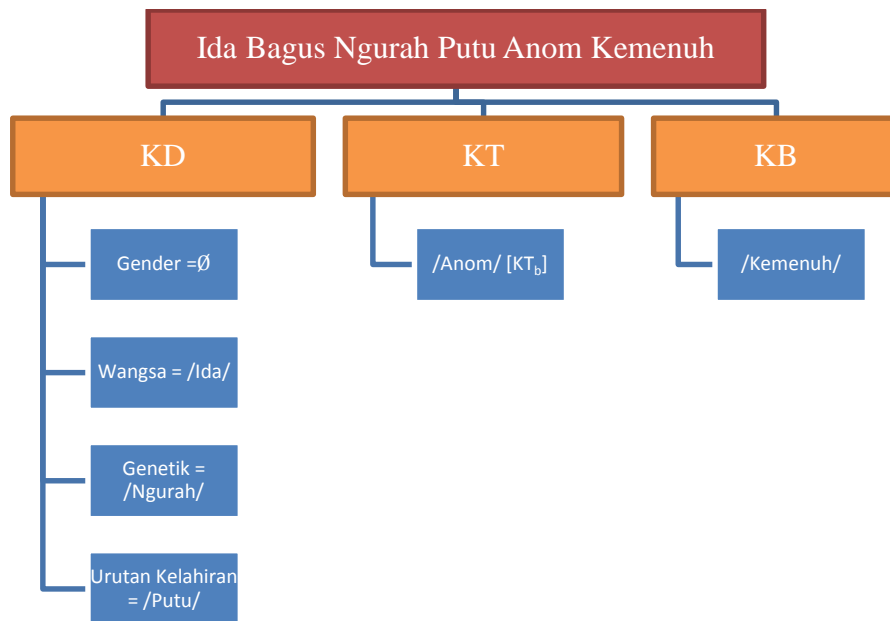 Ida Bagus Ngurah Putu Anom Kemenuh
KD
KT
KB
Gender =Ø
/Anom/ [KTb]
/Kemenuh/
Wangsa = /Ida/
Genetik =
/Ngurah/
Urutan Kelahiran
= /Putu/